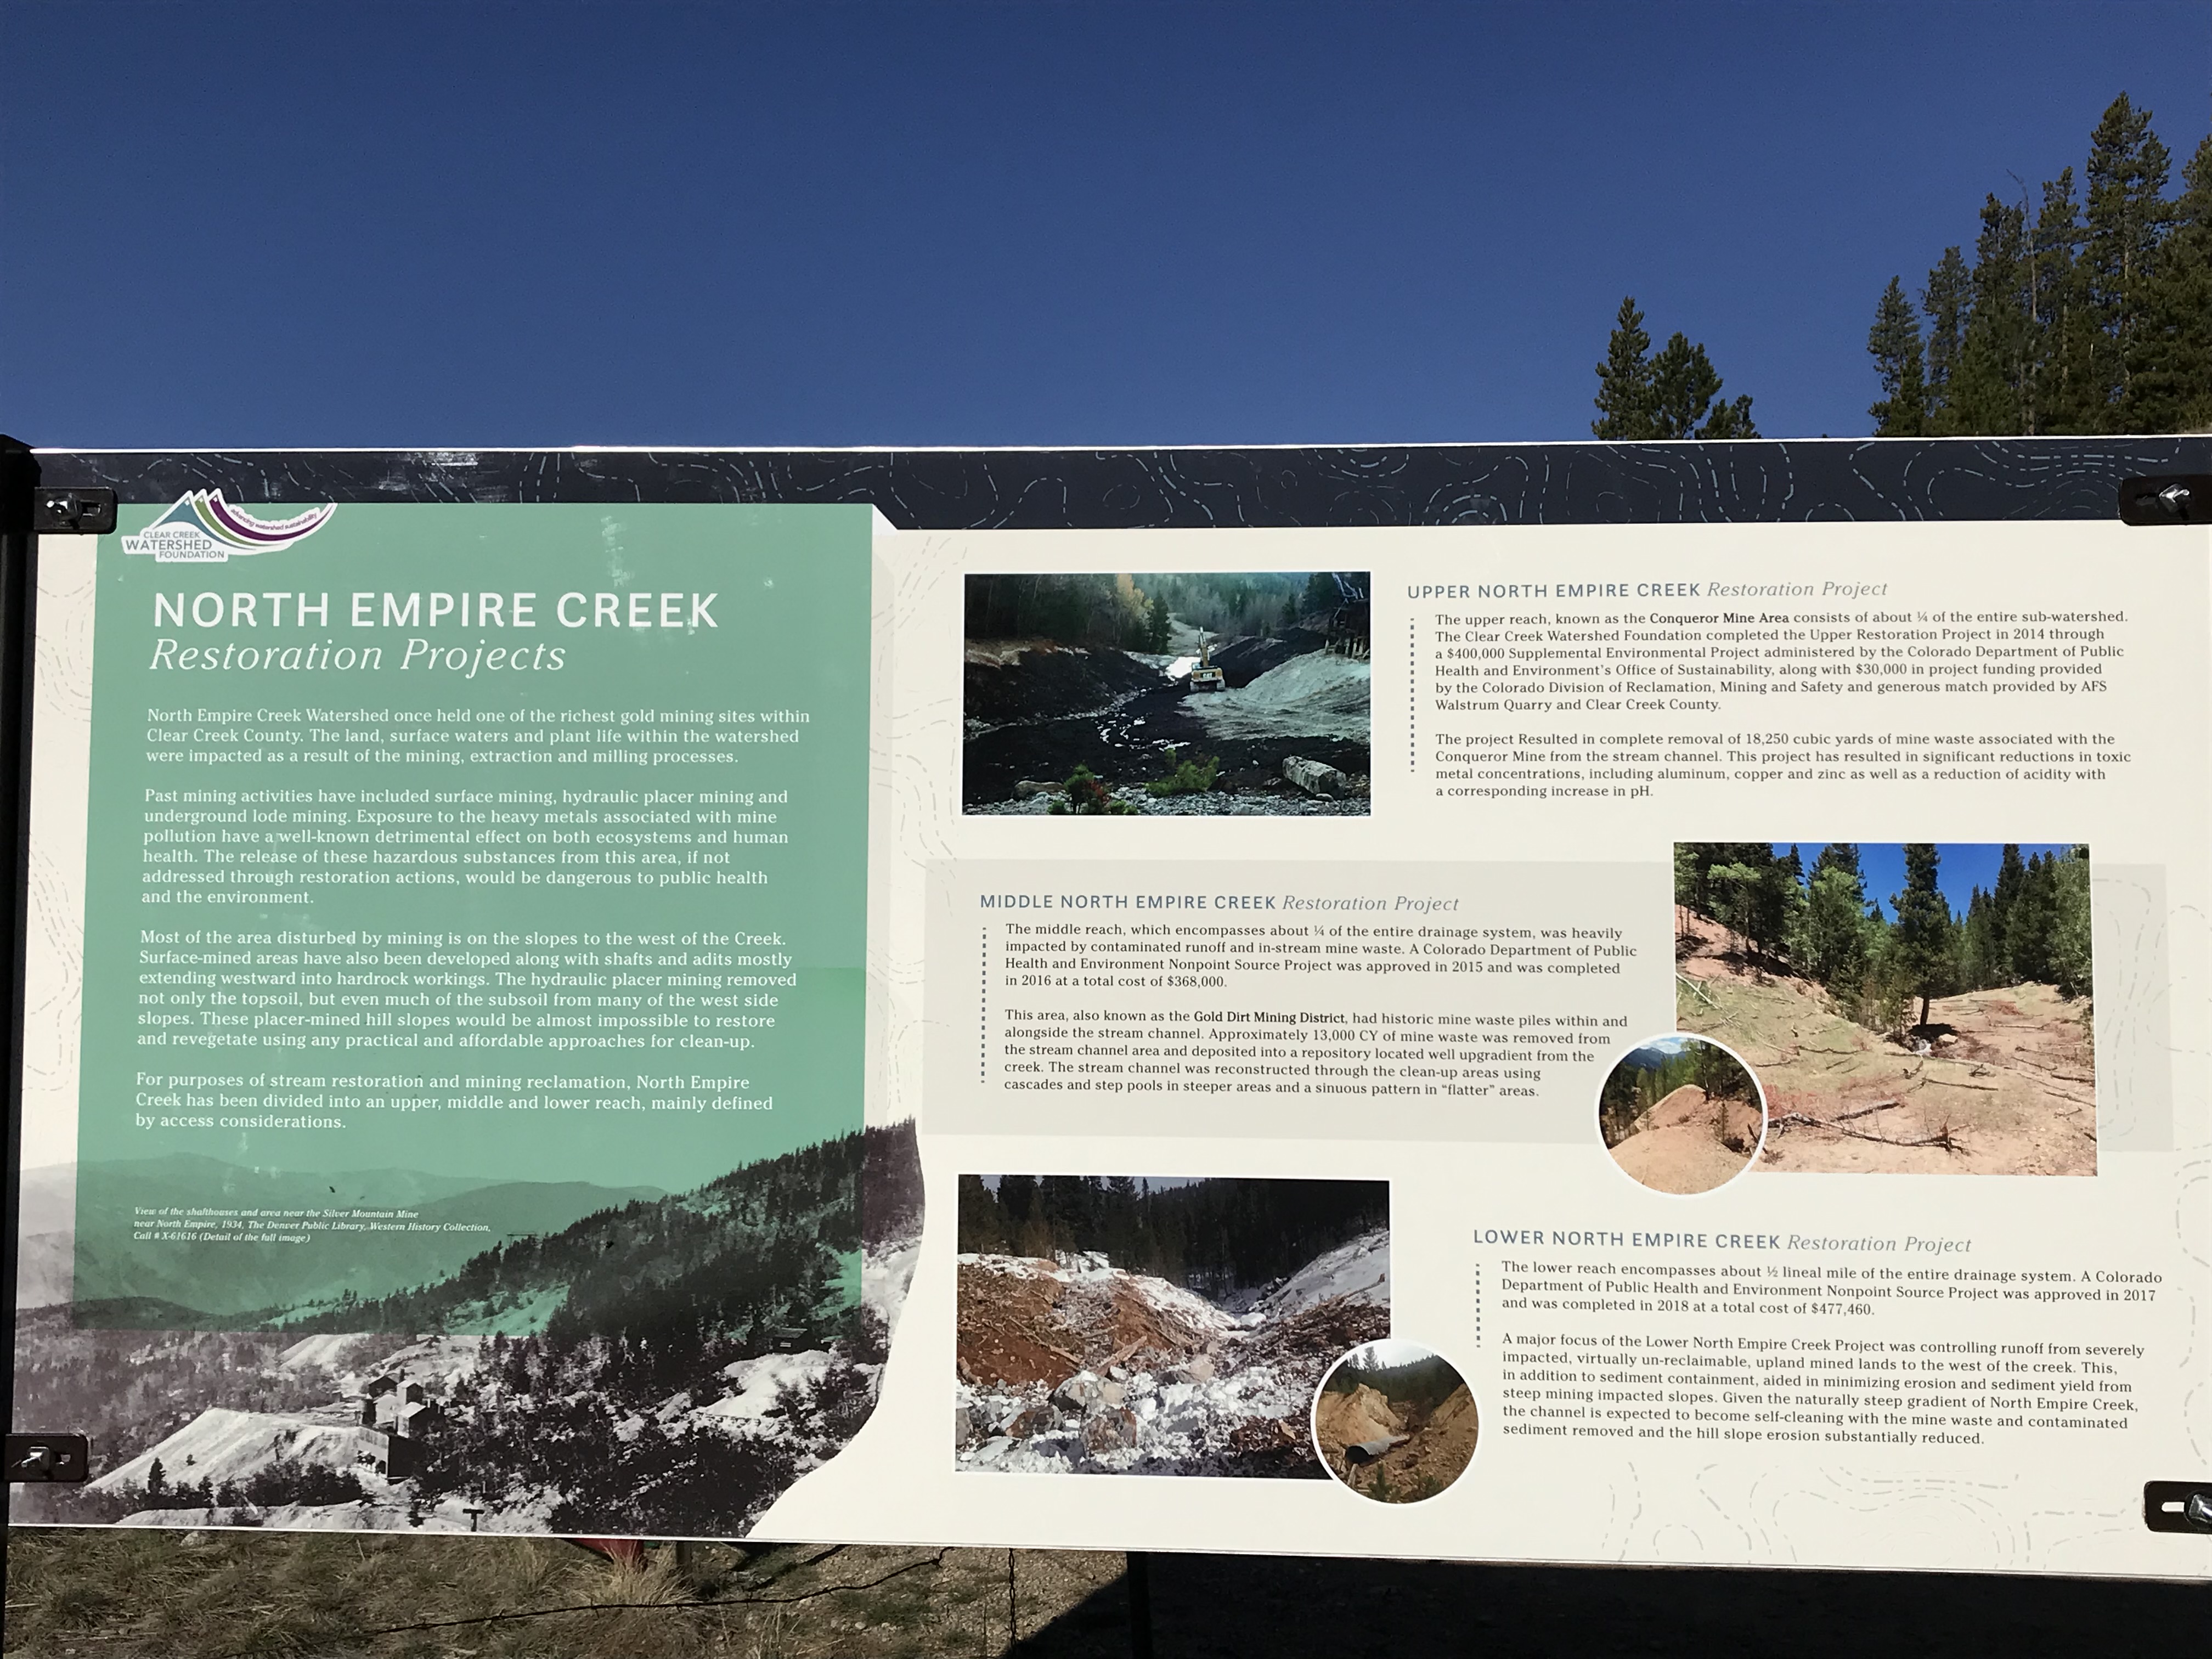 advancing watershed sustainability
CLEAR CREEK
WATERSHED
FOUNDATION
NORTH EMPIRE CREEK
Restoration Projects
North Empire Creek Watershed once held one of the richest gold mining sites within
Clear Creek County. The land, surface waters and plant life within the watershed
were impacted as a result of the mining, extraction and milling processes.
Past mining activities have included surface mining, hydraulic placer mining and
underground lode mining. Exposure to the heavy metals associated with mine
pollution have a well-known detrimental effect on both ecosystems and human
health. The release of these hazardous substances from this area, if not
addressed through restoration actions, would be dangerous to public health
and the environment.
Most of the area disturbed by mining is on the slopes to the west of the Creek.
Surface-mined areas have also been developed along with shafts and adits mostly
extending westward into hardrock workings. The hydraulic placer mining removed
not only the topsoil, but even much of the subsoil from many of the west side
slopes. These placer-mined hill slopes would be almost impossible to restore
and revegetate using any practical and affordable approaches for clean-up.
For purposes of stream restoration and mining reclamation, North Empire
Creek has been divided into an upper, middle and lower reach, mainly defined
by access considerations.
View of the shafthouses and area near the Silver Mountain Mine
near North Empire, 1934, The Denver Public Library, Western History Collection,
Call # X-61616 (Detail of the full image)
UPPER NORTH EMPIRE CREEK Restoration Project
The upper reach, known as the Conqueror Mine Area consists of about ¼ of the entire sub-watershed.
The Clear Creek Watershed Foundation completed the Upper Restoration Project in 2014 through
a $400,000 Supplemental Environmental Project administered by the Colorado Department of Public
Health and Environment's Office of Sustainability, along with $30,000 in project funding provided
by the Colorado Division of Reclamation, Mining and Safety and generous match provided by AFS
Walstrum Quarry and Clear Creek County.
The project Resulted in complete removal of 18,250 cubic yards of mine waste associated with the
Conqueror Mine from the stream channel. This project has resulted in significant reductions in toxic
metal concentrations, including aluminum, copper and zinc as well as a reduction of acidity with
a corresponding increase in pH.
MIDDLE NORTH EMPIRE CREEK Restoration Project
The middle reach, which encompasses about ¼ of the entire drainage system, was heavily
impacted by contaminated runoff and in-stream mine waste. A Colorado Department of Public
Health and Environment Nonpoint Source Project was approved in 2015 and was completed
in 2016 at a total cost of $368,000.
This area, also known as the Gold Dirt Mining District, had historic mine waste piles within and
alongside the stream channel. Approximately 13,000 CY of mine waste was removed from
the stream channel area and deposited into a repository located well upgradient from the
creek. The stream channel was reconstructed through the clean-up areas using
cascades and step pools in steeper areas and a sinuous pattern in "flatter" areas.
LOWER NORTH EMPIRE CREEK Restoration Project
The lower reach encompasses about ½ lineal mile of the entire drainage system. A Colorado
Department of Public Health and Environment Nonpoint Source Project was approved in 2017
and was completed in 2018 at a total cost of $477,460.
A major focus of the Lower North Empire Creek Project was controlling runoff from severely
impacted, virtually un-reclaimable, upland mined lands to the west of the creek. This,
in addition to sediment containment, aided in minimizing erosion and sediment yield from
steep mining impacted slopes. Given the naturally steep gradient of North Empire Creek,
the channel is expected to become self-cleaning with the mine waste and contaminated
sediment removed and the hill slope erosion substantially reduced.